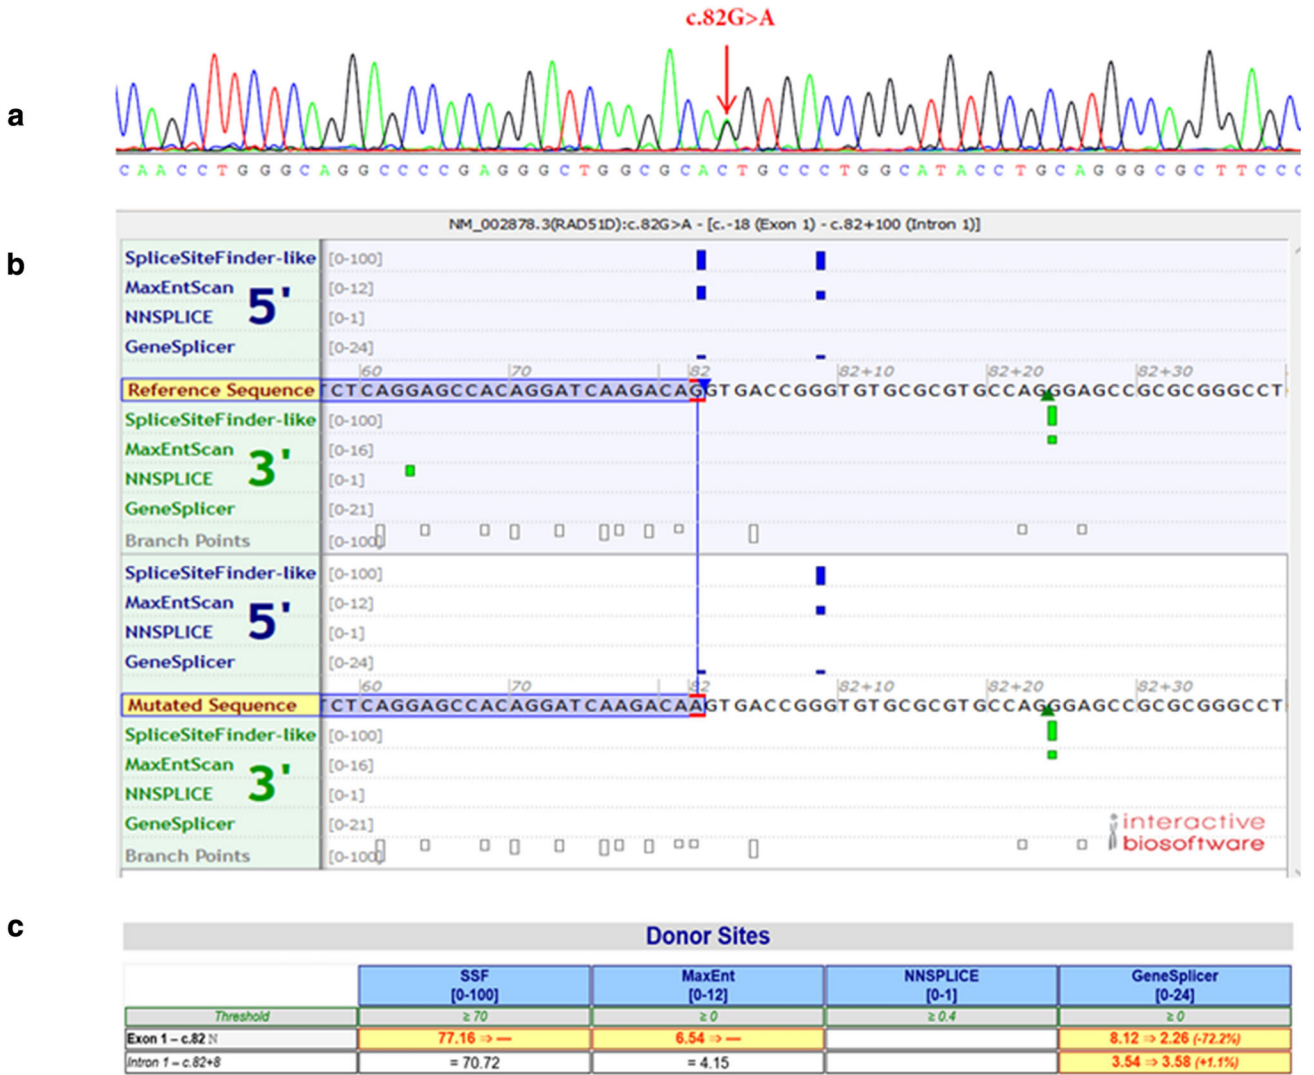 c.82G>A
a
CAACCTGGGCAGGCCCCGAGGGCTGGCGCACTGCCCTGGCATACCTGCAGGGCGCTTCCC
NM_002878.3(RAD51D):c.82G>A - [c.-18 (Exon 1) - c.82+100 (Intron 1)]
b
SpliceSiteFinder-like [0-100]
MaxEntScan [0-12]
5'
NNSPLICE [0-1]
GeneSplicer [0-24]
60 70 82 82+10 82+20 82+30
Reference Sequence TCTCAGGAGCCACAGGATCAAGACAGGTGACCGGGTGTGCGCGTGCCAGGGAGCCGCGCGGGCCT
SpliceSiteFinder-like [0-100]
MaxEntScan [0-16]
3'
NNSPLICE [0-1]
GeneSplicer [0-21]
Branch Points [0-100]
SpliceSiteFinder-like [0-100]
MaxEntScan [0-12]
5'
NNSPLICE [0-1]
GeneSplicer [0-24]
60 70 82 82+10 82+20 82+30
Mutated Sequence TCTCAGGAGCCACAGGATCAAGACAAGTGACCGGGTGTGCGCGTGCCAGGGAGCCGCGCGGGCCT
SpliceSiteFinder-like [0-100]
MaxEntScan [0-16]
3'
NNSPLICE [0-1]
GeneSplicer [0-21]
Branch Points [0-100]
interactive
biosoftware
c
Donor Sites
SSF MaxEnt NNSPLICE GeneSplicer
[0-100] [0-12] [0-1] [0-24]
Threshold ≥ 70 ≥ 0 ≥ 0.4 ≥ 0
Exon 1 – c.82 N 77.16 ⇒ — 6.54 ⇒ — 8.12 ⇒ 2.26 (-72.2%)
Intron 1 – c.82+8 = 70.72 = 4.15 3.54 ⇒ 3.58 (+1.1%)